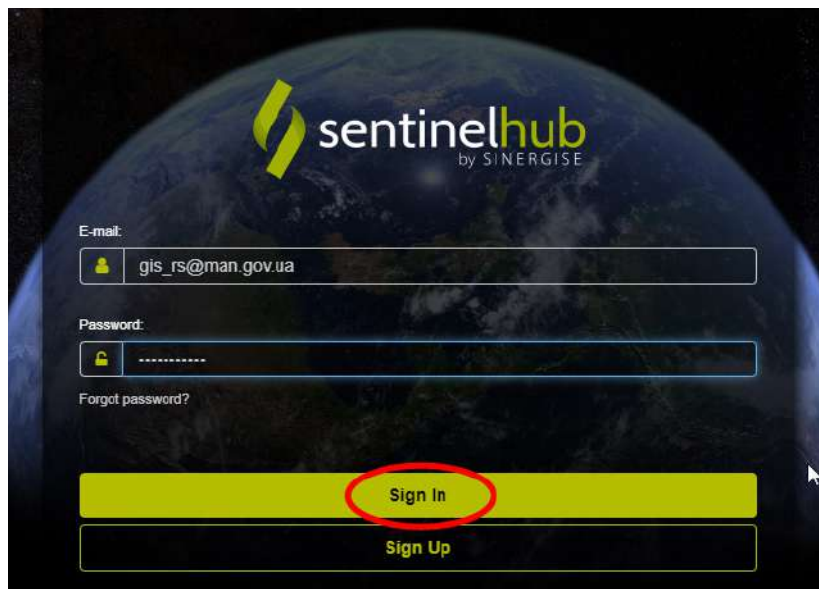 sentinelhub
by SINERGISE
E-mail:
gis_rs@man.gov.ua
Password:
-----------
Forgot password?
Sign In
Sign Up